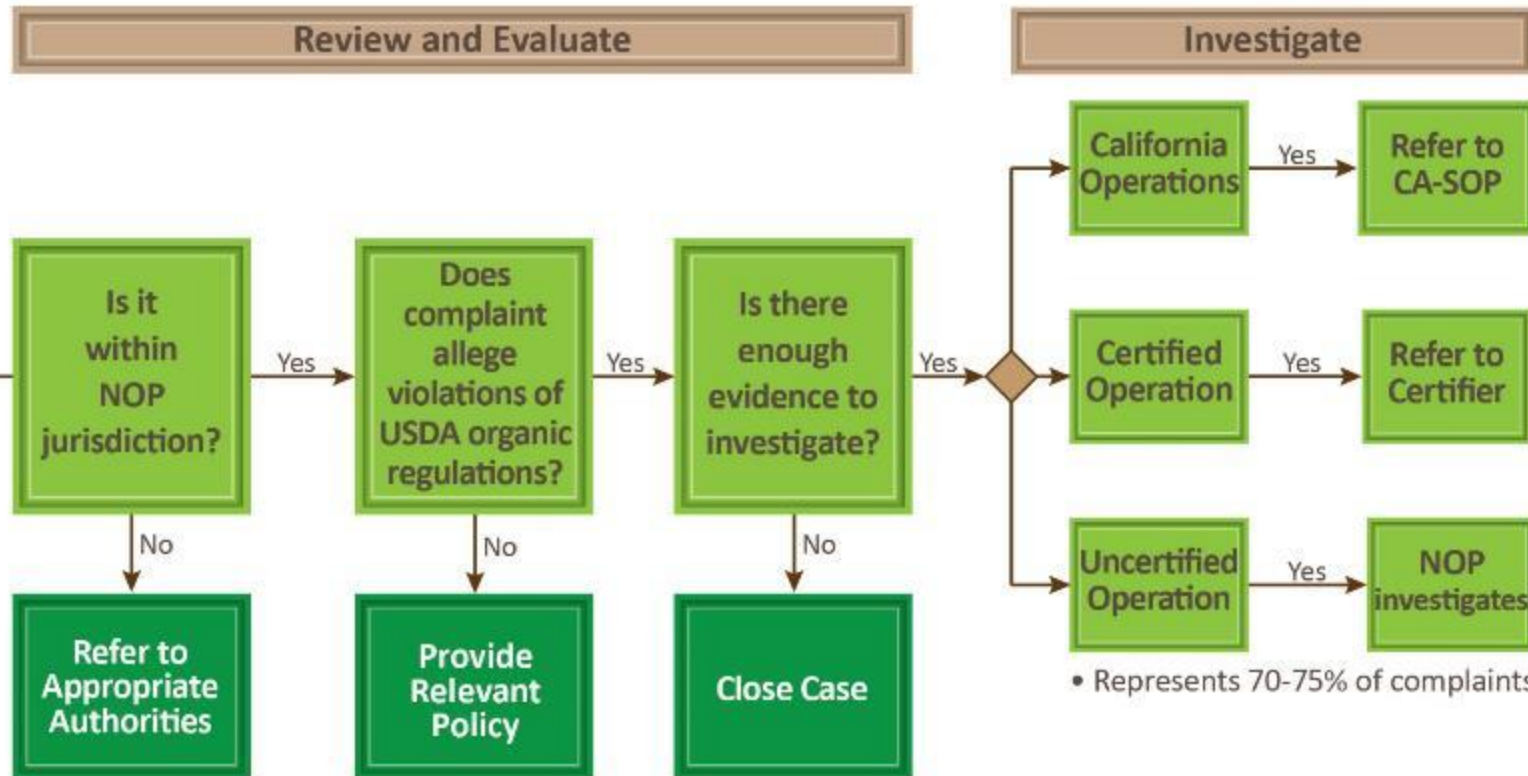 Review and Evaluate
Investigate
Is it
within
NOP
jurisdiction?
Yes
Does
complaint
allege
violations of
USDA organic
regulations?
Yes
Is there
enough
evidence to
investigate?
Yes
No
Refer to
Appropriate
Authorities
No
Provide
Relevant
Policy
No
Close Case
California
Operations
Yes
Refer to
CA-SOP
Certified
Operation
Yes
Refer to
Certifier
Uncertified
Operation
Yes
NOP
investigates
• Represents 70-75% of complaints